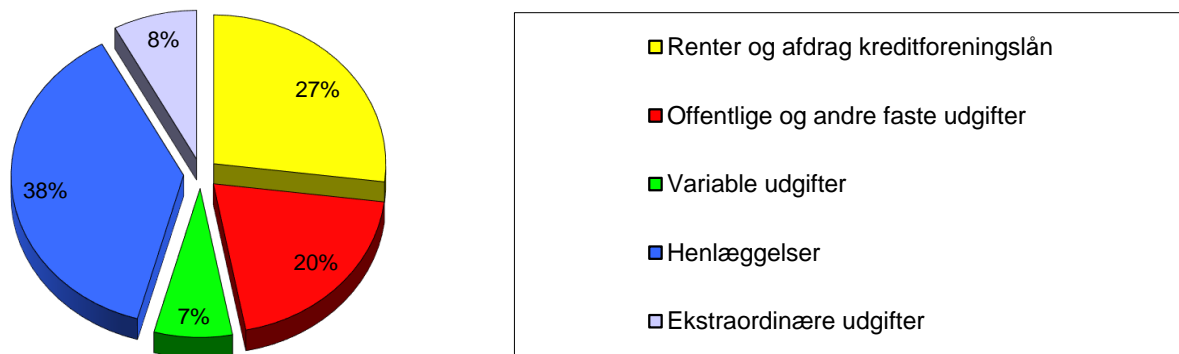 8%
27%
38%
20%
7%
Renter og afdrag kreditforeningslån
Offentlige og andre faste udgifter
Variable udgifter
Henlæggelser
Ekstraordinære udgifter